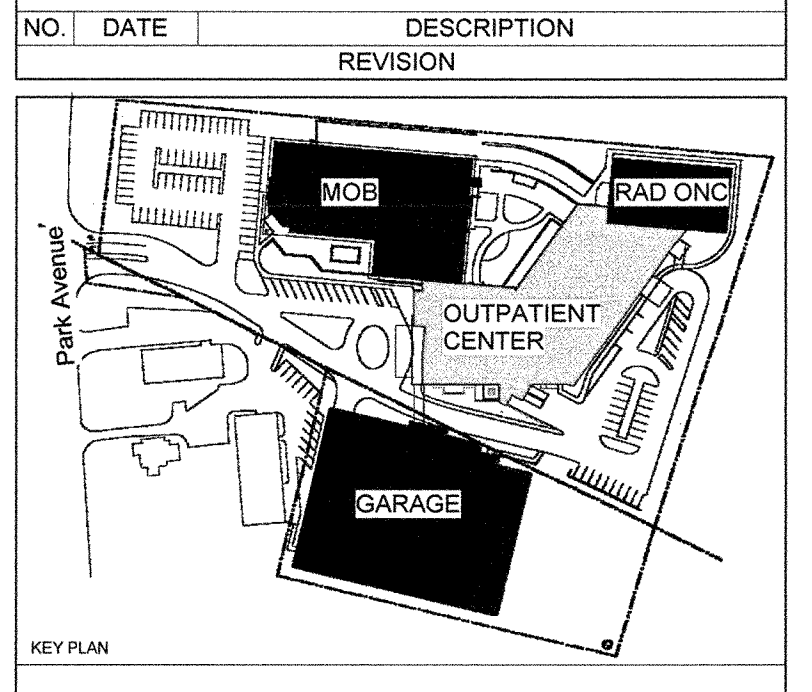 NO. DATE DESCRIPTION
REVISION
MOB
RAD ONC
Park Avenue'
OUTPATIENT
CENTER
GARAGE
KEY PLAN